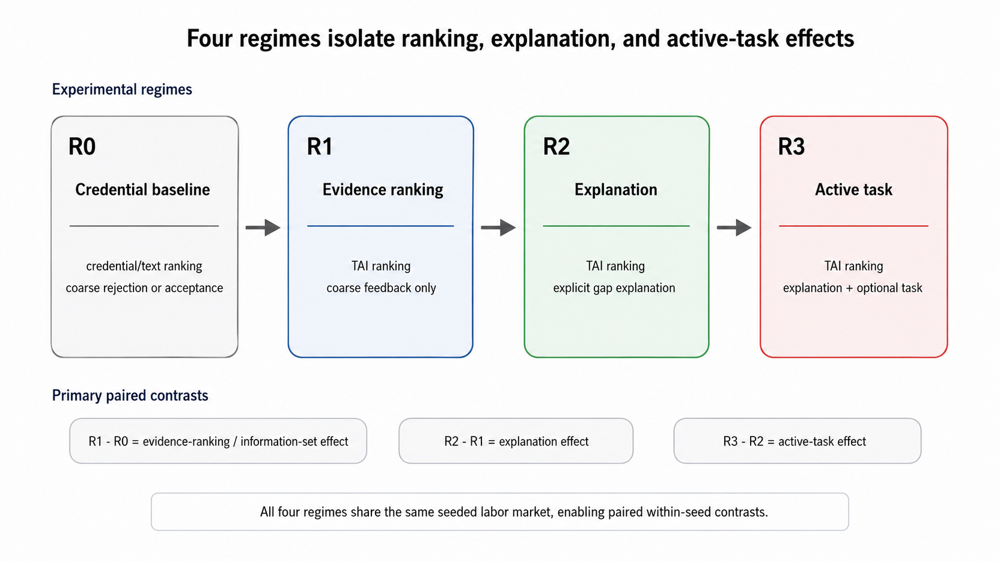 Four regimes isolate ranking, explanation, and active-task effects
Experimental regimes
R0
Credential baseline
credential/text ranking
coarse rejection or acceptance
R1
Evidence ranking
TAI ranking
coarse feedback only
R2
Explanation
TAI ranking
explicit gap explanation
R3
Active task
TAI ranking
explanation + optional task
Primary paired contrasts
R1 - R0 = evidence-ranking / information-set effect
R2 - R1 = explanation effect
R3 - R2 = active-task effect
All four regimes share the same seeded labor market, enabling paired within-seed contrasts.